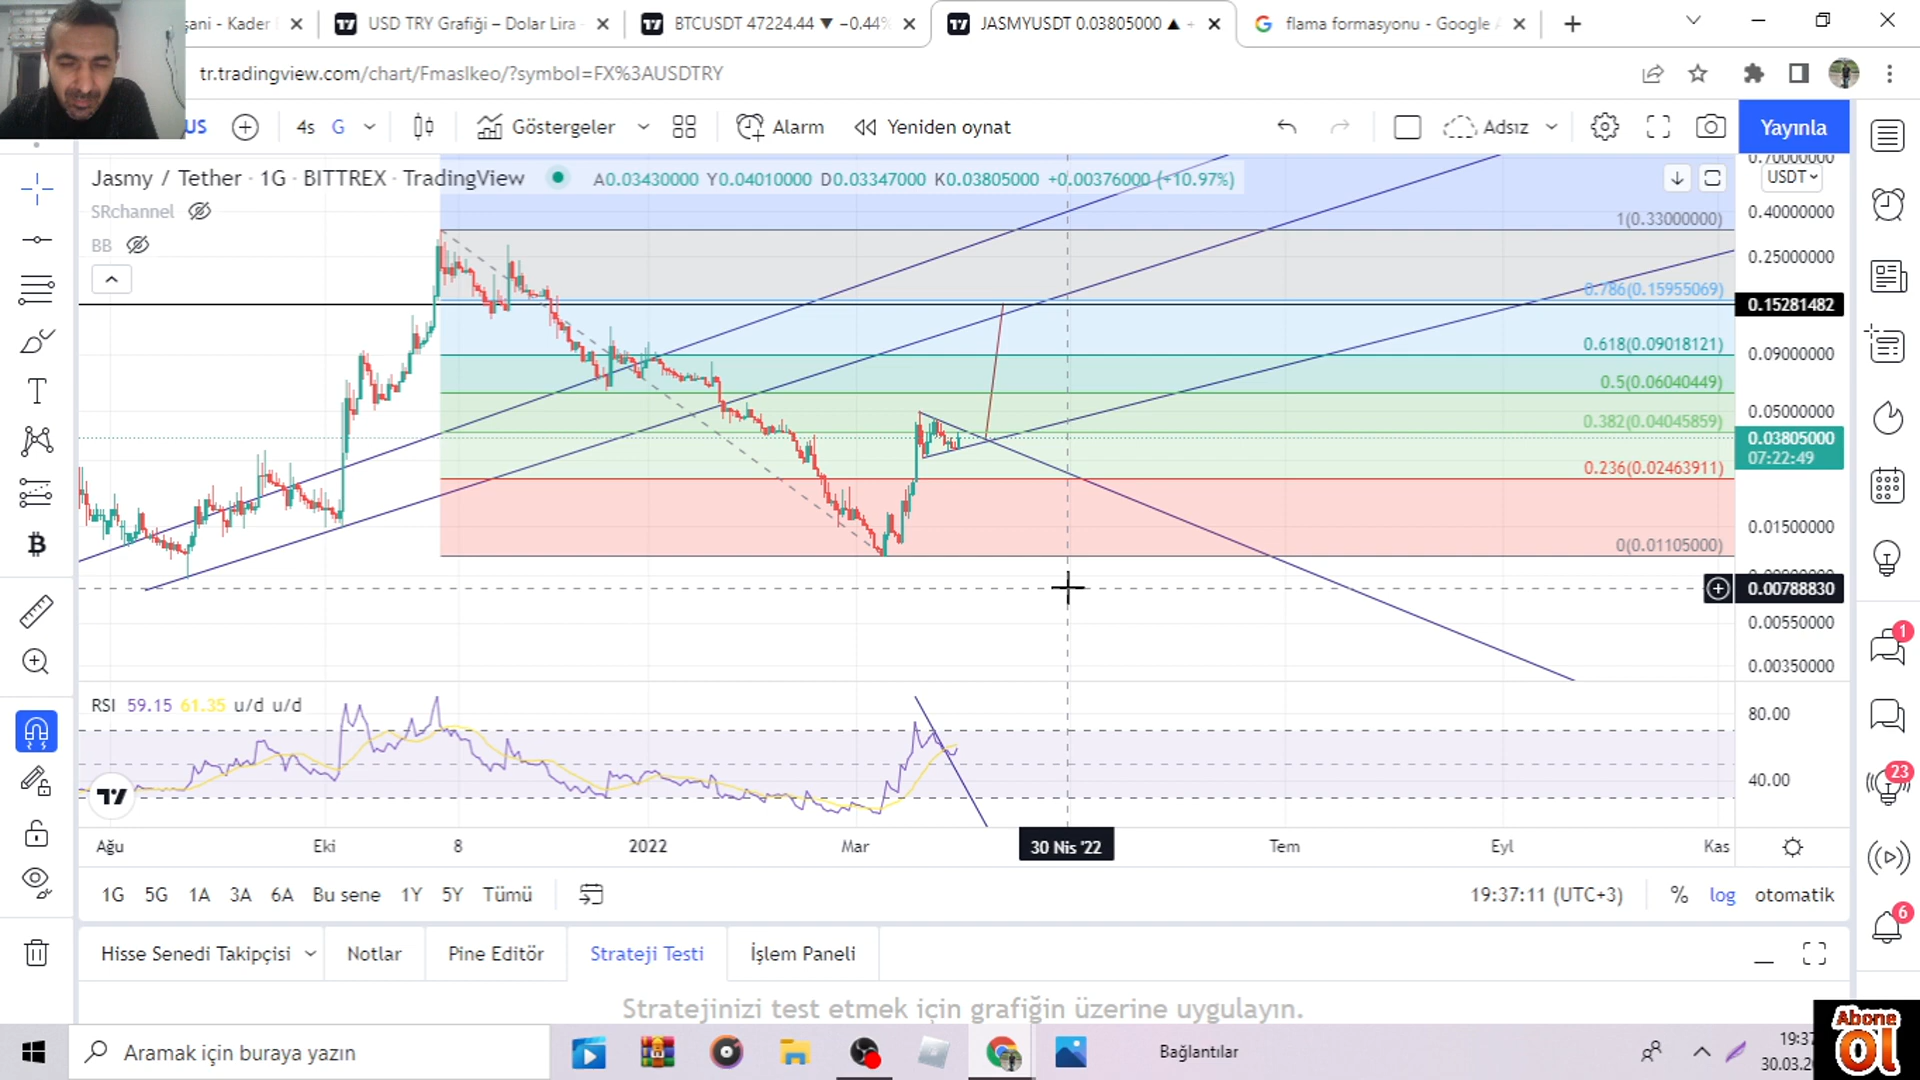 şani - Kader
USD TRY Grafiği – Dolar Lira
BTCUSDT 47224.44 ▼ −0.44%
JASMYUSDT 0.03805000 ▲
flama formasyonu - Google
tr.tradingview.com/chart/Fmaslkeo/?symbol=FX%3AUSDTRY
US
4s
G
Göstergeler
Alarm
Yeniden oynat
Adsız
Yayınla
Jasmy / Tether · 1G · BITTREX · TradingView
A0.03430000 Y0.04010000 D0.03347000 K0.03805000 +0.00376000 (+10.97%)
USDT
SRchannel
BB
1(0.33000000)
0.786(0.15955069)
0.618(0.09018121)
0.5(0.06040449)
0.382(0.04045859)
0.236(0.02463911)
0(0.01105000)
0.70000000
0.40000000
0.25000000
0.15281482
0.09000000
0.05000000
0.03805000
07:22:49
0.01500000
0.00788830
0.00550000
0.00350000
RSI 59.15 61.35 u/d u/d
80.00
40.00
Ağu
Eki
8
2022
Mar
30 Nis '22
Tem
Eyl
Kas
1G 5G 1A 3A 6A Bu sene 1Y 5Y Tümü
19:37:11 (UTC+3)
%
log
otomatik
Hisse Senedi Takipçisi
Notlar
Pine Editör
Strateji Testi
İşlem Paneli
Stratejinizi test etmek için grafiğin üzerine uygulayın.
1
23
6
Aramak için buraya yazın
Bağlantılar
19:37
30.03.20
Abone
Ol